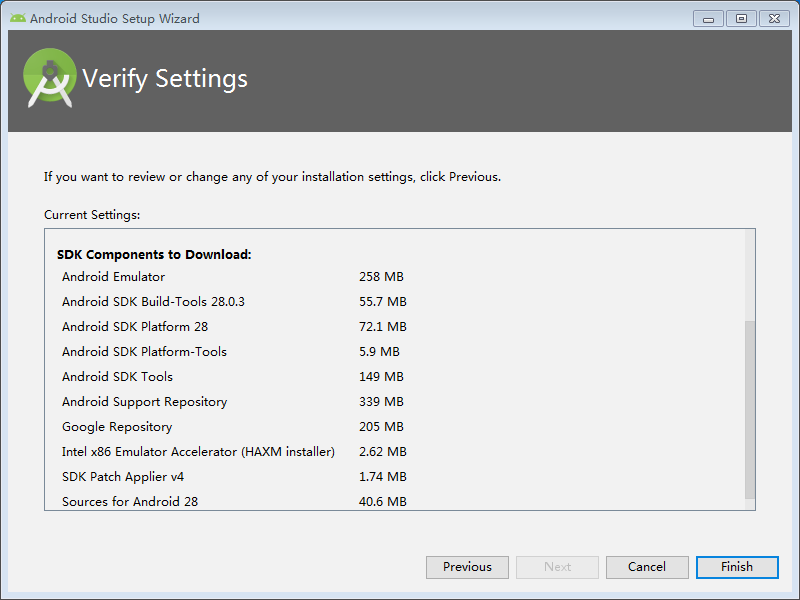 Android Studio Setup Wizard
Verify Settings
If you want to review or change any of your installation settings, click Previous.
Current Settings:
SDK Components to Download:
Android Emulator 258 MB
Android SDK Build-Tools 28.0.3 55.7 MB
Android SDK Platform 28 72.1 MB
Android SDK Platform-Tools 5.9 MB
Android SDK Tools 149 MB
Android Support Repository 339 MB
Google Repository 205 MB
Intel x86 Emulator Accelerator (HAXM installer) 2.62 MB
SDK Patch Applier v4 1.74 MB
Sources for Android 28 40.6 MB
Previous Next Cancel Finish